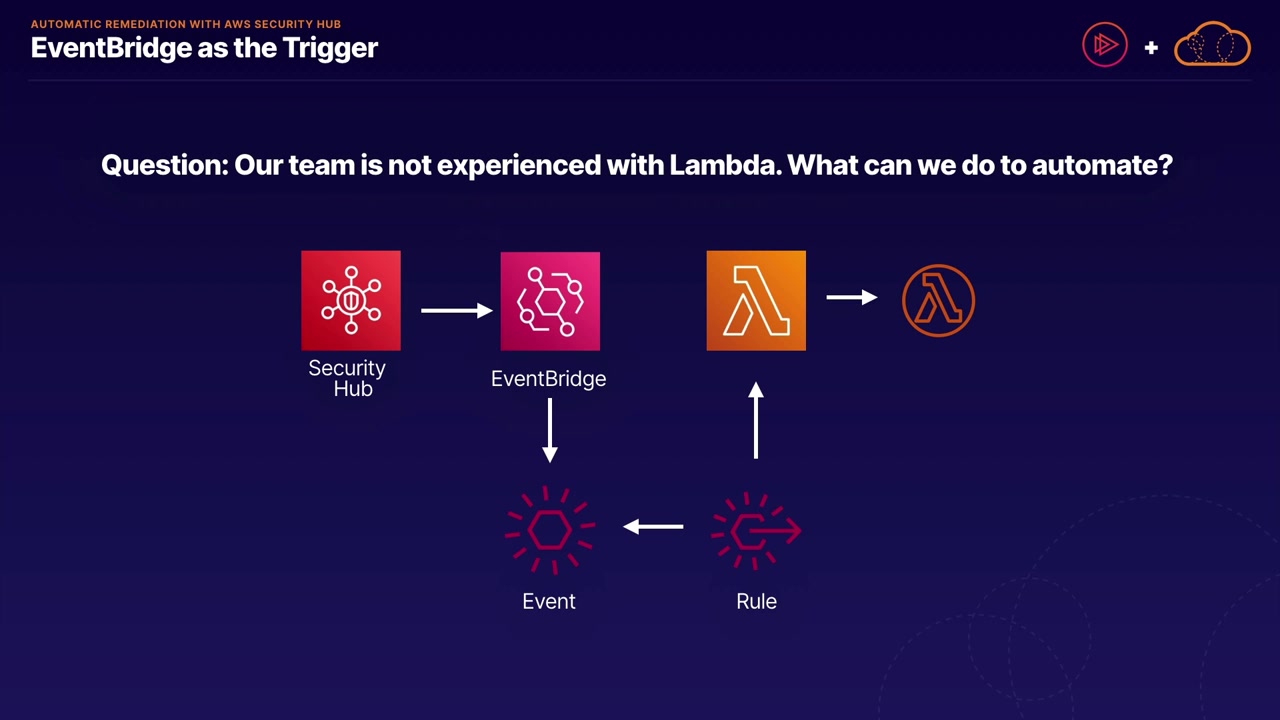 AUTOMATIC REMEDIATION WITH AWS SECURITY HUB
EventBridge as the Trigger
Question: Our team is not experienced with Lambda. What can we do to automate?
Security
Hub
EventBridge
Event
Rule